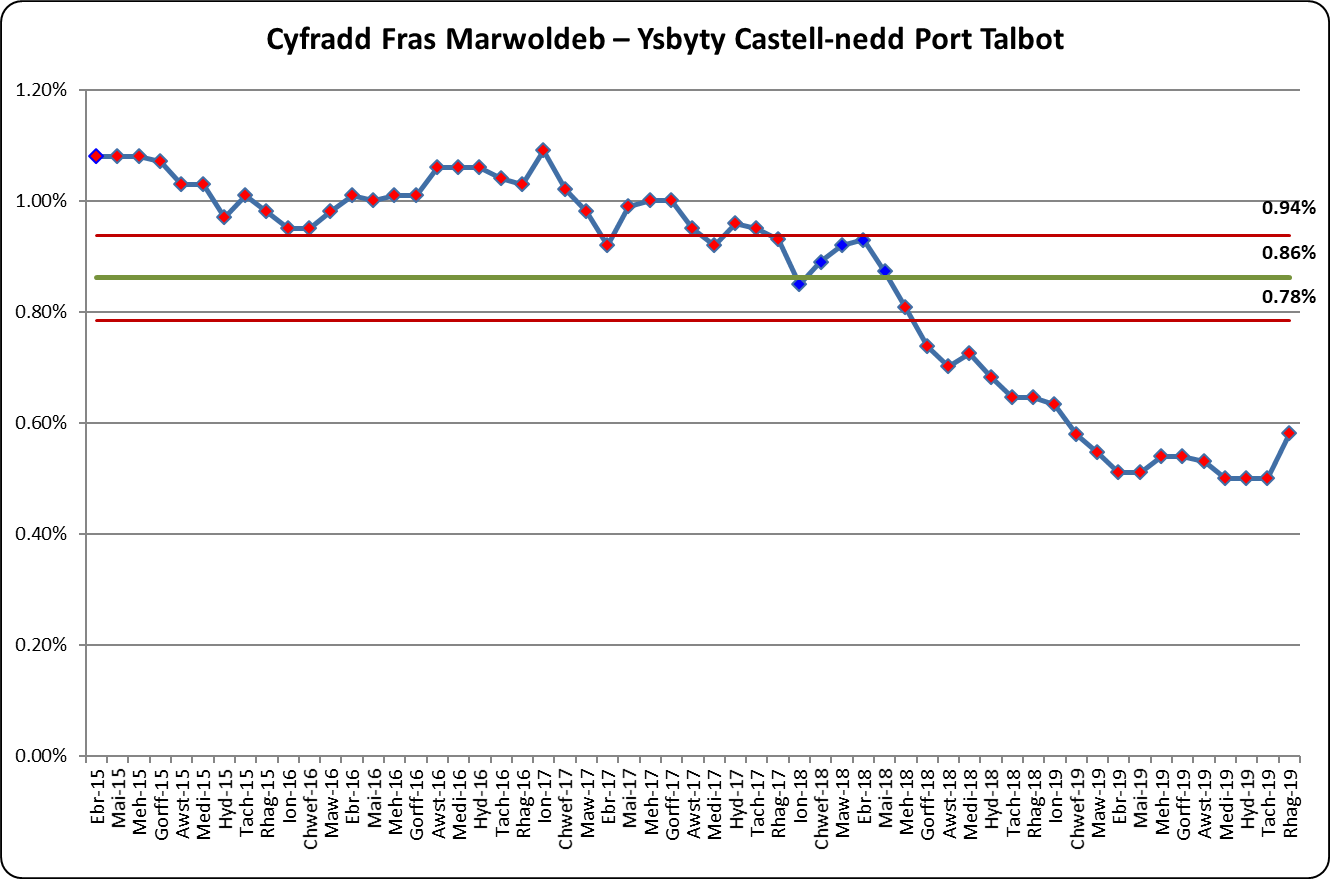 Cyfradd Fras Marwoldeb – Ysbyty Castell-nedd Port Talbot
1.20%
1.00%
0.80%
0.60%
0.40%
0.20%
0.00%
0.94%
0.86%
0.78%
Ebr-15
Mai-15
Meh-15
Gorff-15
Awst-15
Medi-15
Hyd-15
Tach-15
Rhag-15
Ion-16
Chwef-16
Maw-16
Ebr-16
Mai-16
Meh-16
Gorff-16
Awst-16
Medi-16
Hyd-16
Tach-16
Rhag-16
Ion-17
Chwef-17
Maw-17
Ebr-17
Mai-17
Meh-17
Gorff-17
Awst-17
Medi-17
Hyd-17
Tach-17
Rhag-17
Ion-18
Chwef-18
Maw-18
Ebr-18
Mai-18
Meh-18
Gorff-18
Awst-18
Medi-18
Hyd-18
Tach-18
Rhag-18
Ion-19
Chwef-19
Maw-19
Ebr-19
Mai-19
Meh-19
Gorff-19
Awst-19
Medi-19
Hyd-19
Tach-19
Rhag-19